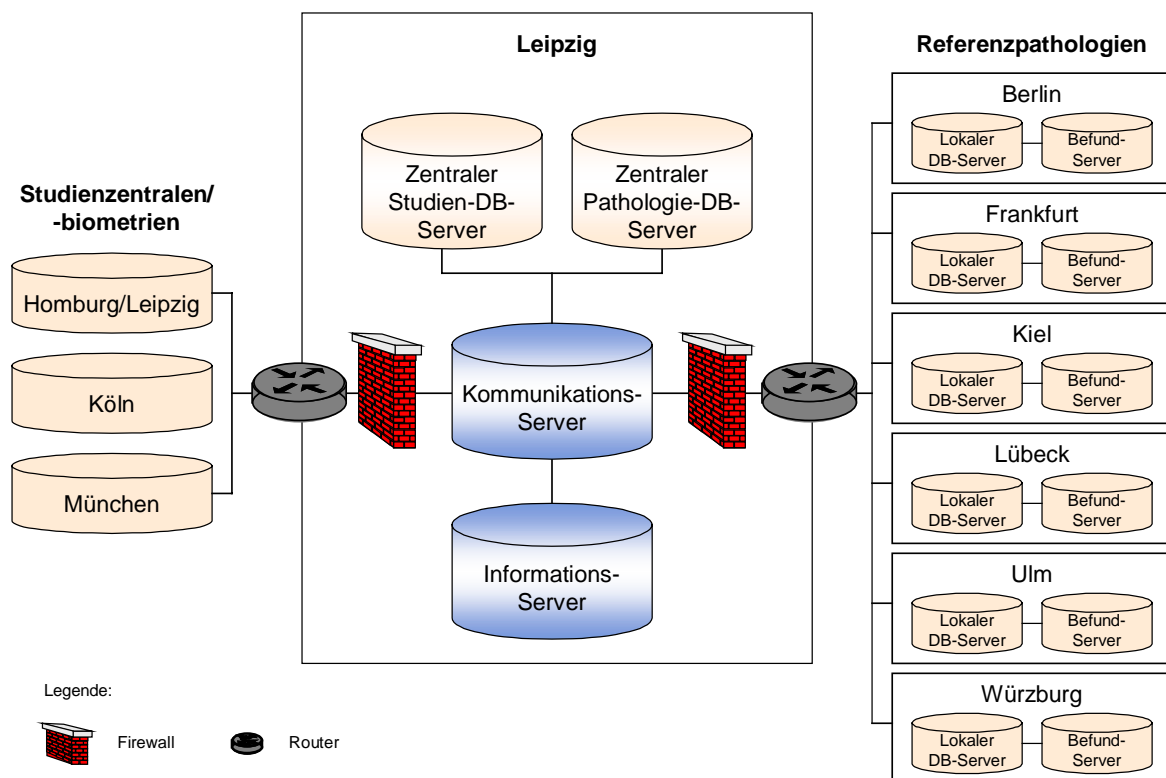 Leipzig
Referenzpathologien
Studienzentralen/
-biometrien
Homburg/Leipzig
Köln
München
Zentraler
Studien-DB-
Server
Zentraler
Pathologie-DB-
Server
Kommunikations-
Server
Informations-
Server
Berlin
Lokaler
DB-Server
Befund-
Server
Frankfurt
Lokaler
DB-Server
Befund-
Server
Kiel
Lokaler
DB-Server
Befund-
Server
Lübeck
Lokaler
DB-Server
Befund-
Server
Ulm
Lokaler
DB-Server
Befund-
Server
Würzburg
Lokaler
DB-Server
Befund-
Server
Legende:
Firewall
Router